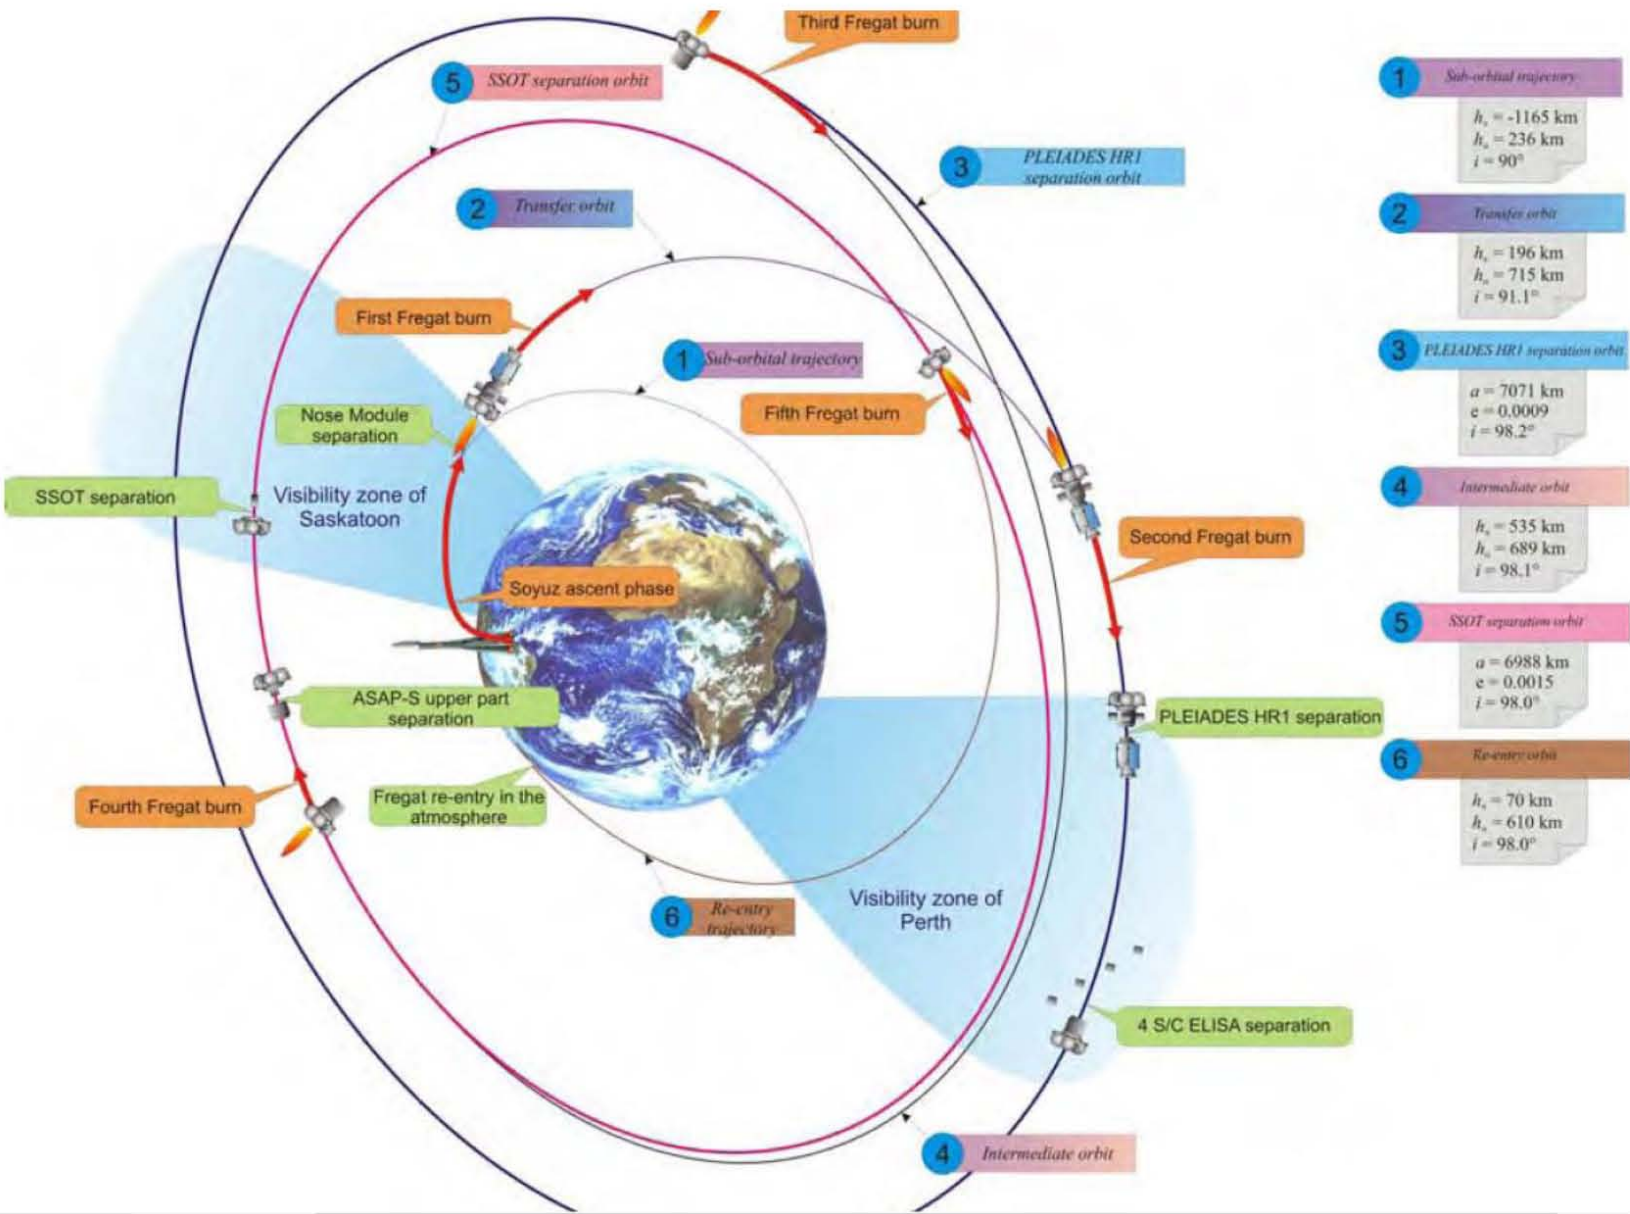 Third Fregat burn
5
SSOT separation orbit
3
PLEIADES HR1
separation orbit
2
Transfer orbit
First Fregat burn
1
Sub-orbital trajectory
Nose Module
separation
Fifth Fregat burn
SSOT separation
Visibility zone of
Saskatoon
Second Fregat burn
Soyuz ascent phase
ASAP-S upper part
separation
PLEIADES HR1 separation
Fourth Fregat burn
Fregat re-entry in the
atmosphere
6
Re-entry
trajectory
Visibility zone of
Perth
4 S/C ELISA separation
4
Intermediate orbit
1
Sub-orbital trajectory
hₙ = -1165 km
hₐ = 236 km
i = 90°
2
Transfer orbit
hₙ = 196 km
hₐ = 715 km
i = 91.1°
3
PLEIADES HR1 separation orbit
a = 7071 km
e = 0.0009
i = 98.2°
4
Intermediate orbit
hₙ = 535 km
hₐ = 689 km
i = 98.1°
5
SSOT separation orbit
a = 6988 km
e = 0.0015
i = 98.0°
6
Re-entry orbit
hₙ = 70 km
hₐ = 610 km
i = 98.0°